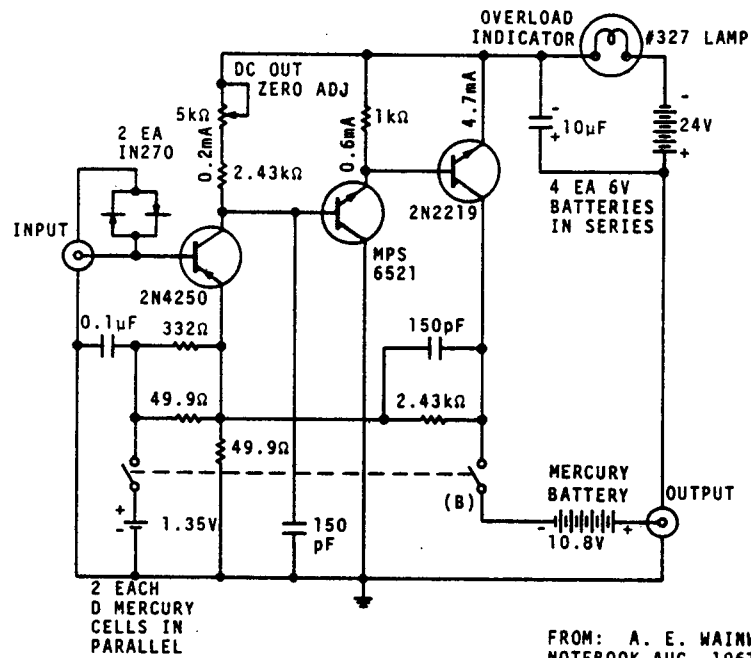 OVERLOAD
INDICATOR
#327 LAMP
DC OUT
ZERO ADJ
5kΩ
0.2mA
2.43kΩ
0.6mA
1kΩ
4.7mA
-
10µF
+
-
24V
+
2 EA
IN270
INPUT
2N4250
MPS
6521
2N2219
4 EA 6V
BATTERIES
IN SERIES
0.1µF
332Ω
150pF
49.9Ω
2.43kΩ
49.9Ω
(B)
MERCURY
BATTERY
- +
10.8V
OUTPUT
+
-
1.35V
150
pF
2 EACH
D MERCURY
CELLS IN
PARALLEL
FROM: A. E.
NOTEBOOK AUG.